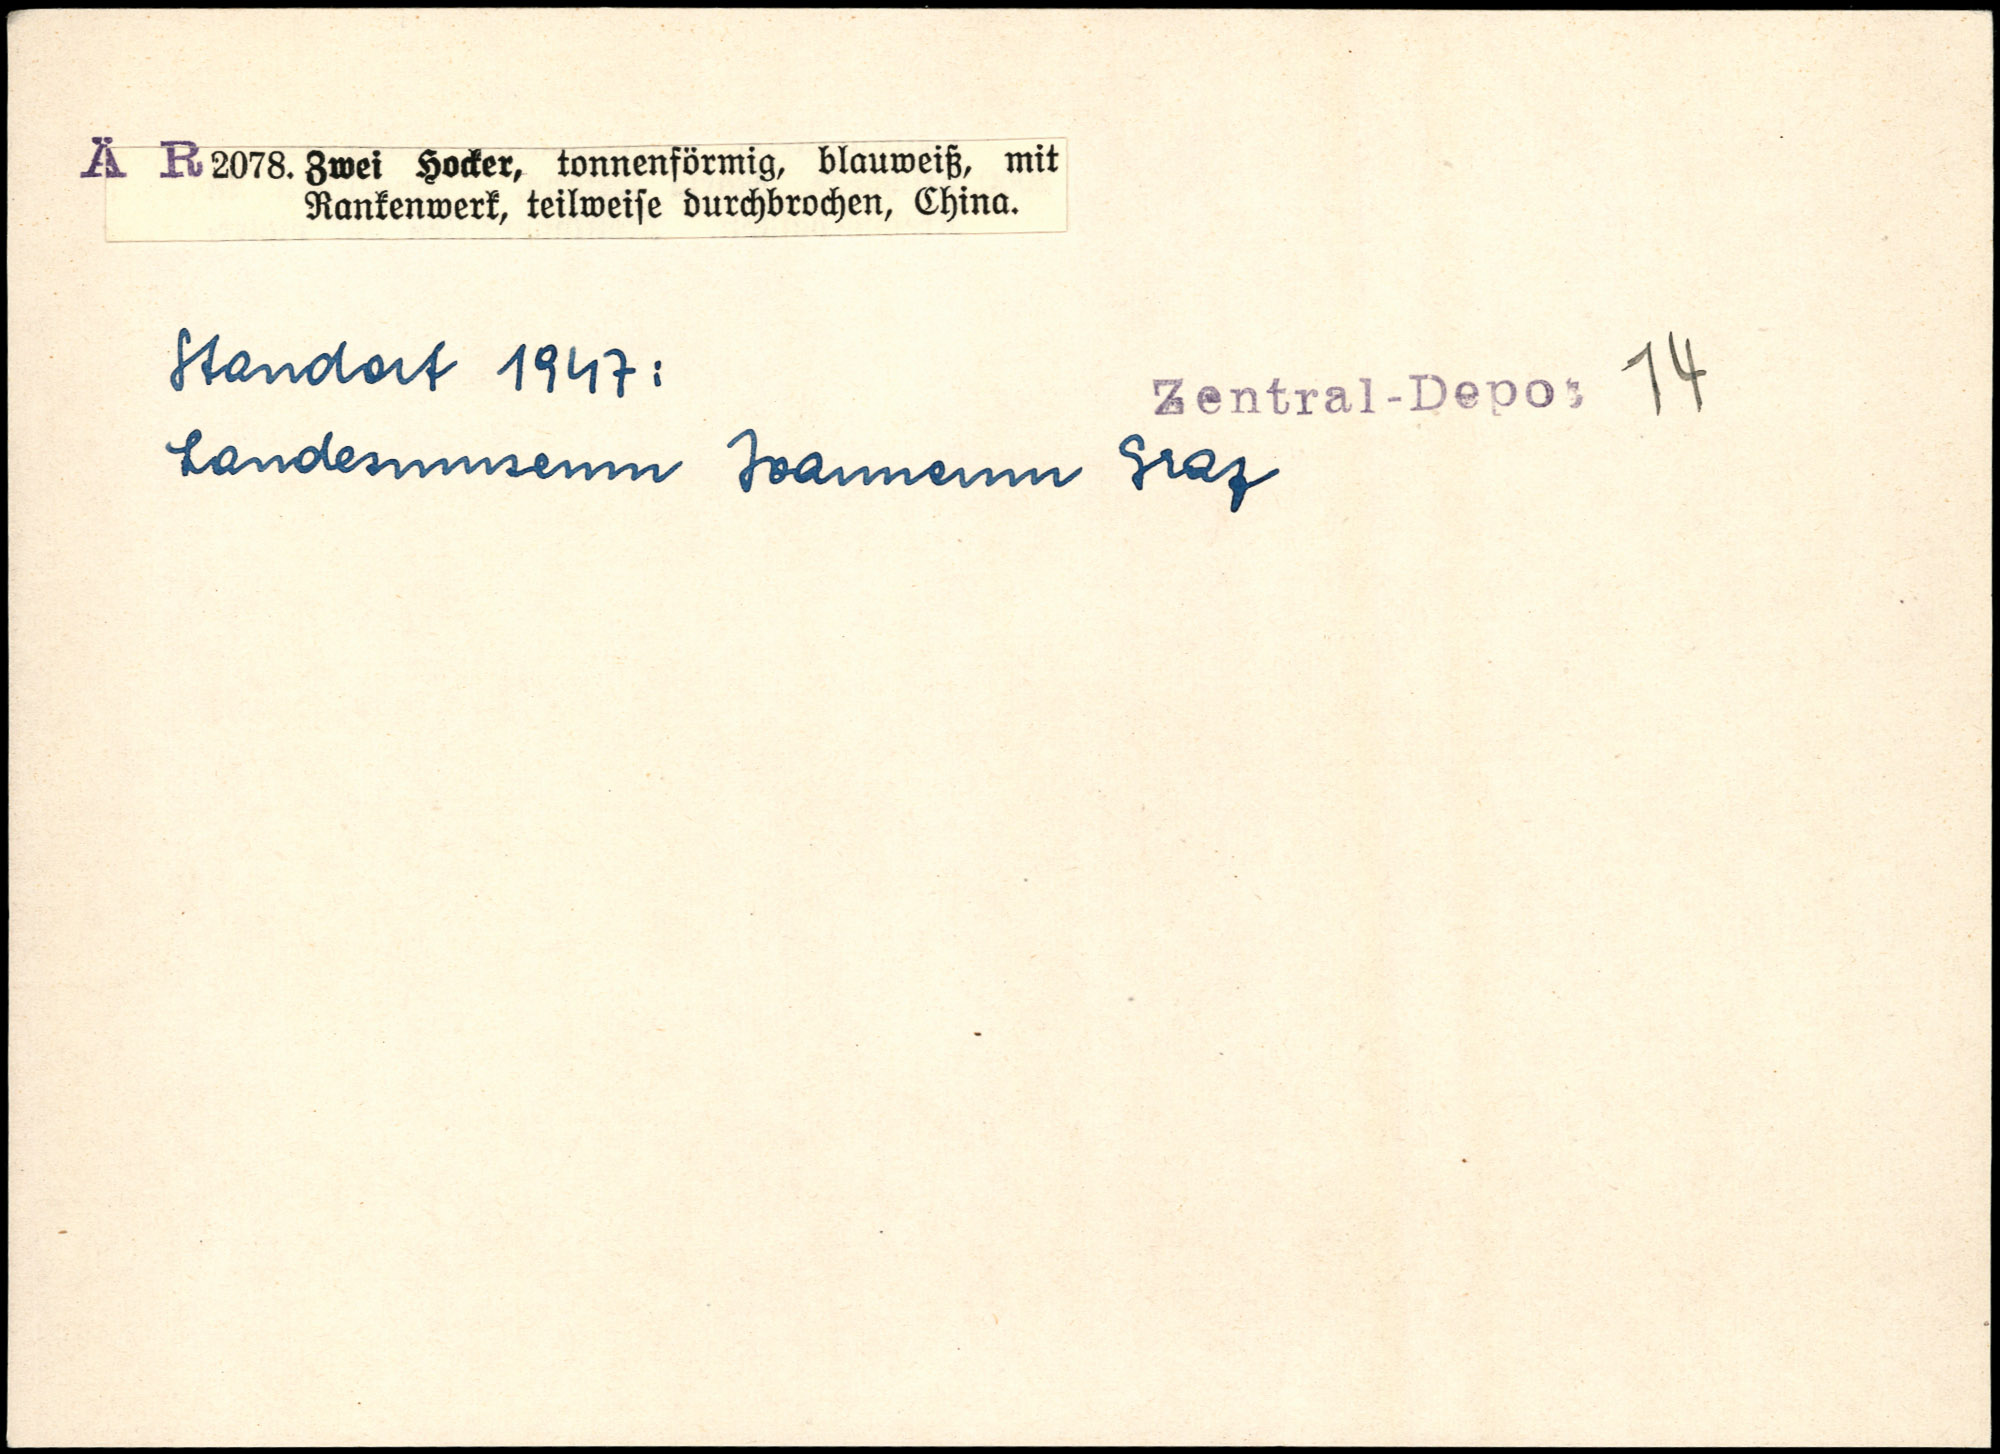 Ä R 2078. Zwei Hocker, tonnenförmig, blauweiß, mit
Rankenwerk, teilweise durchbrochen, China.
Standort 1947:
Zentral-Depot 14
Landesmuseum Joanneum Graz